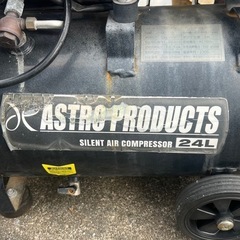 ASTRO PRODUCTS
SILENT AIR COMPRESSOR 24L